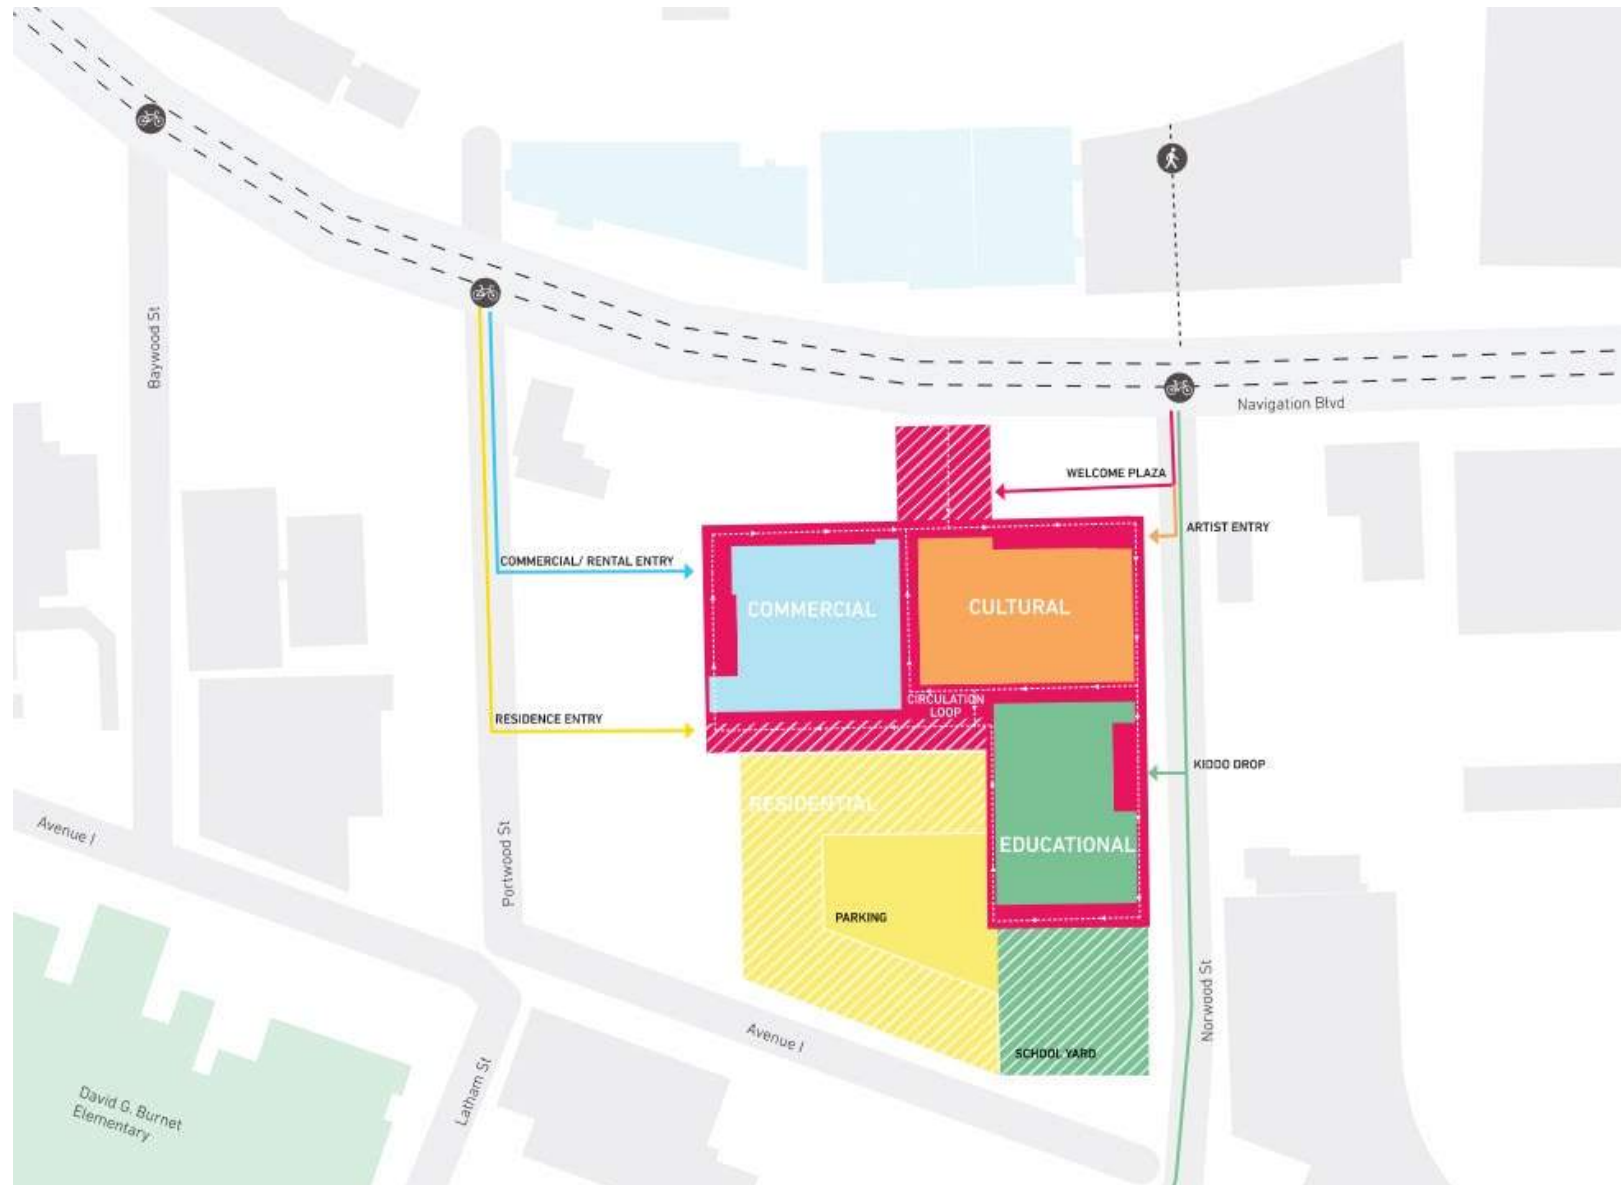 Baywood St
Navigation Blvd
WELCOME PLAZA
ARTIST ENTRY
COMMERCIAL/ RENTAL ENTRY
COMMERCIAL
CULTURAL
CIRCULATION
LOOP
RESIDENCE ENTRY
KIDDO DROP
RESIDENTIAL
EDUCATIONAL
Avenue I
Portwood St
PARKING
Norwood St
Avenue I
SCHOOL YARD
Latham St
David G. Burnet
Elementary